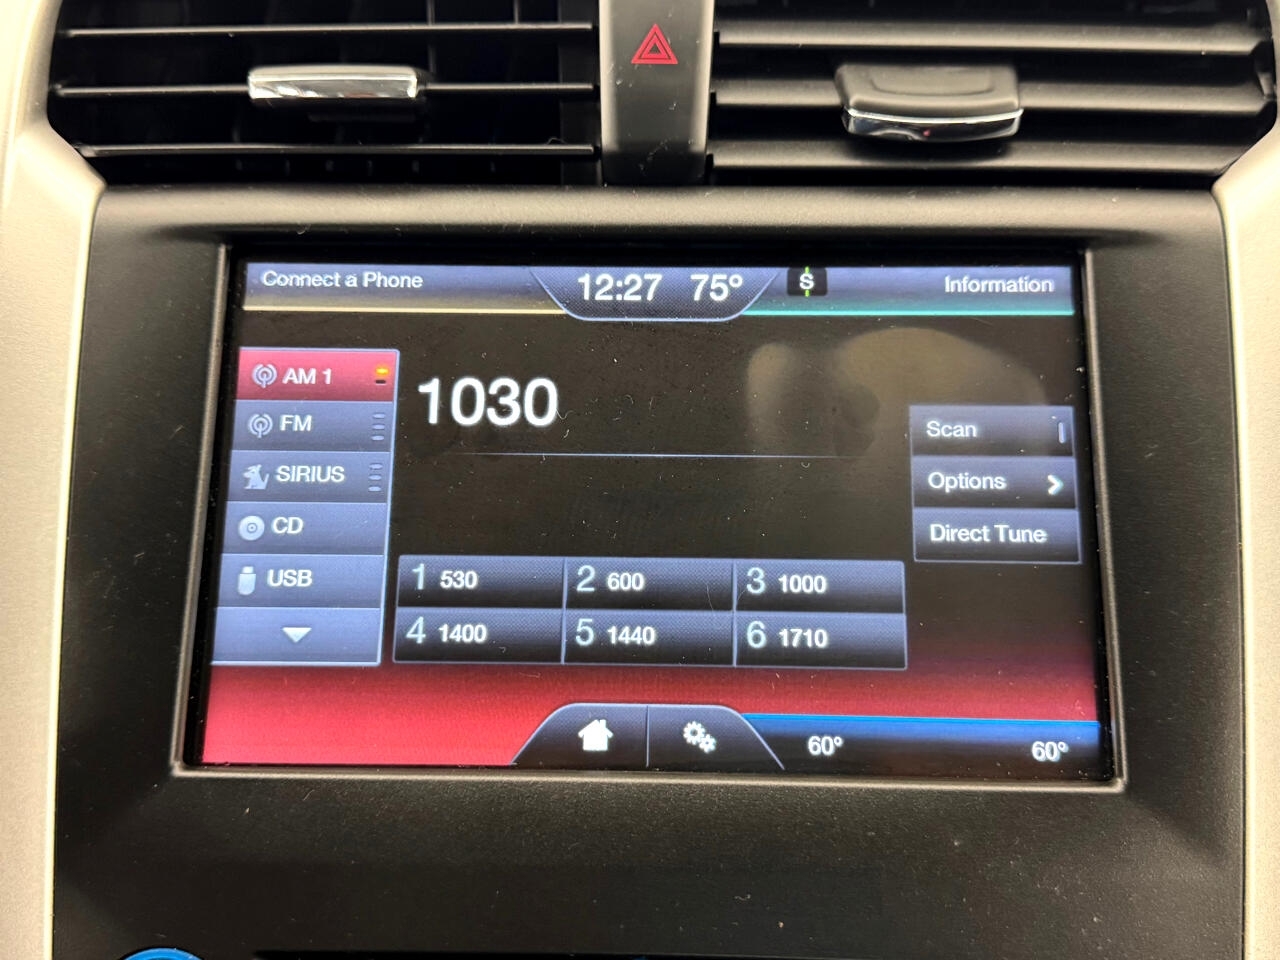 Connect a Phone
12:27 75°
S
Information
AM 1
FM
SIRIUS
CD
USB
1030
Scan
Options
Direct Tune
1 530
2 600
3 1000
4 1400
5 1440
6 1710
60°
60°